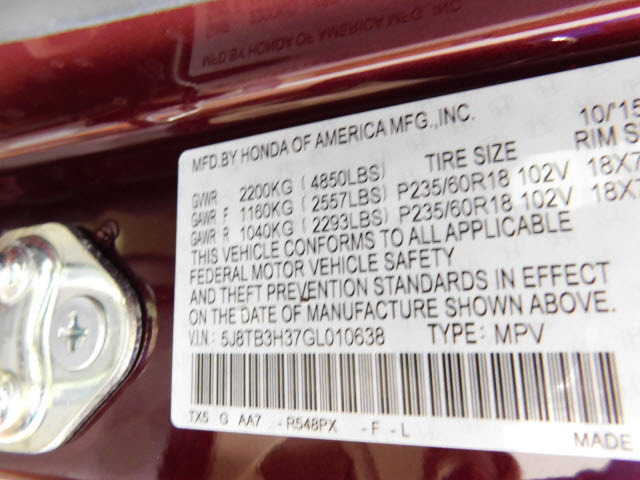 MFD.BY HONDA OF AMERICA MFG.,INC. 10/'15
TIRE SIZE RIM S
GVWR 2200KG (4850LBS)
GAWR F 1160KG (2557LBS) P235/60R18 102V 18X7
GAWR R 1040KG (2293LBS) P235/60R18 102V 18X
THIS VEHICLE CONFORMS TO ALL APPLICABLE
FEDERAL MOTOR VEHICLE SAFETY
AND THEFT PREVENTION STANDARDS IN EFFECT
ON THE DATE OF MANUFACTURE SHOWN ABOVE.
V.I.N.: 5J8TB3H37GL010638 TYPE: MPV
TX5 G AA7 -R548PX -F -L
MADE